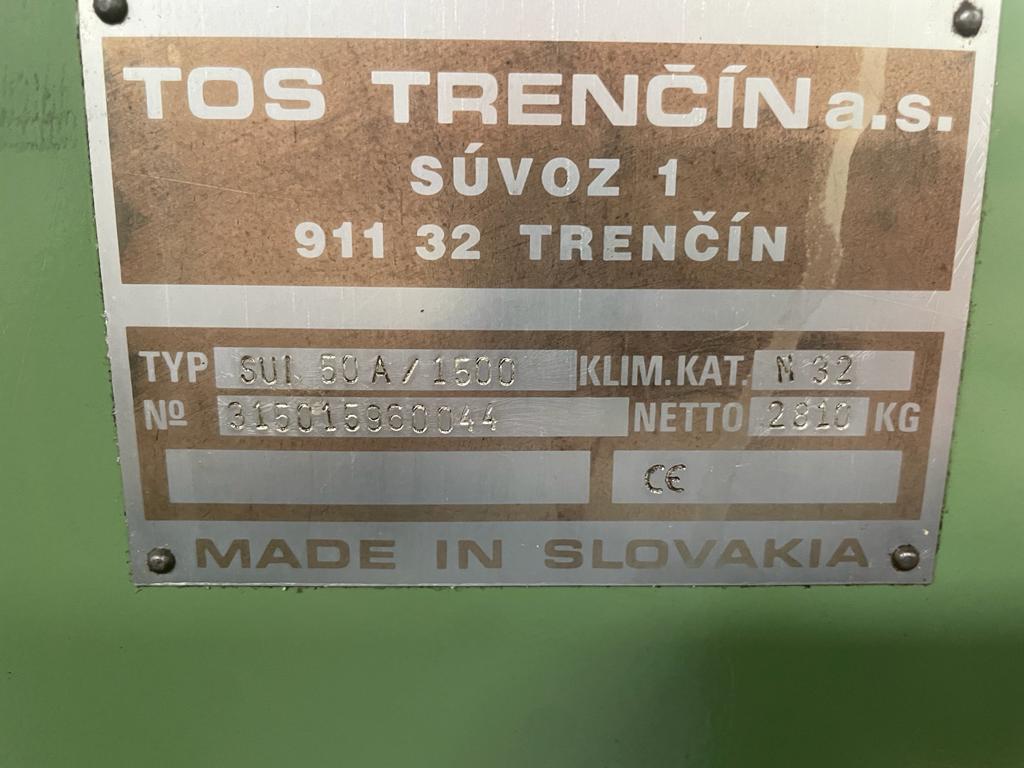 TOS TRENČÍN a.s.
SÚVOZ 1
911 32 TRENČÍN
TYP SUI 50 A/1500 KLIM. KAT. N 32
Nº 315015960044 NETTO 2810 KG
CE
MADE IN SLOVAKIA